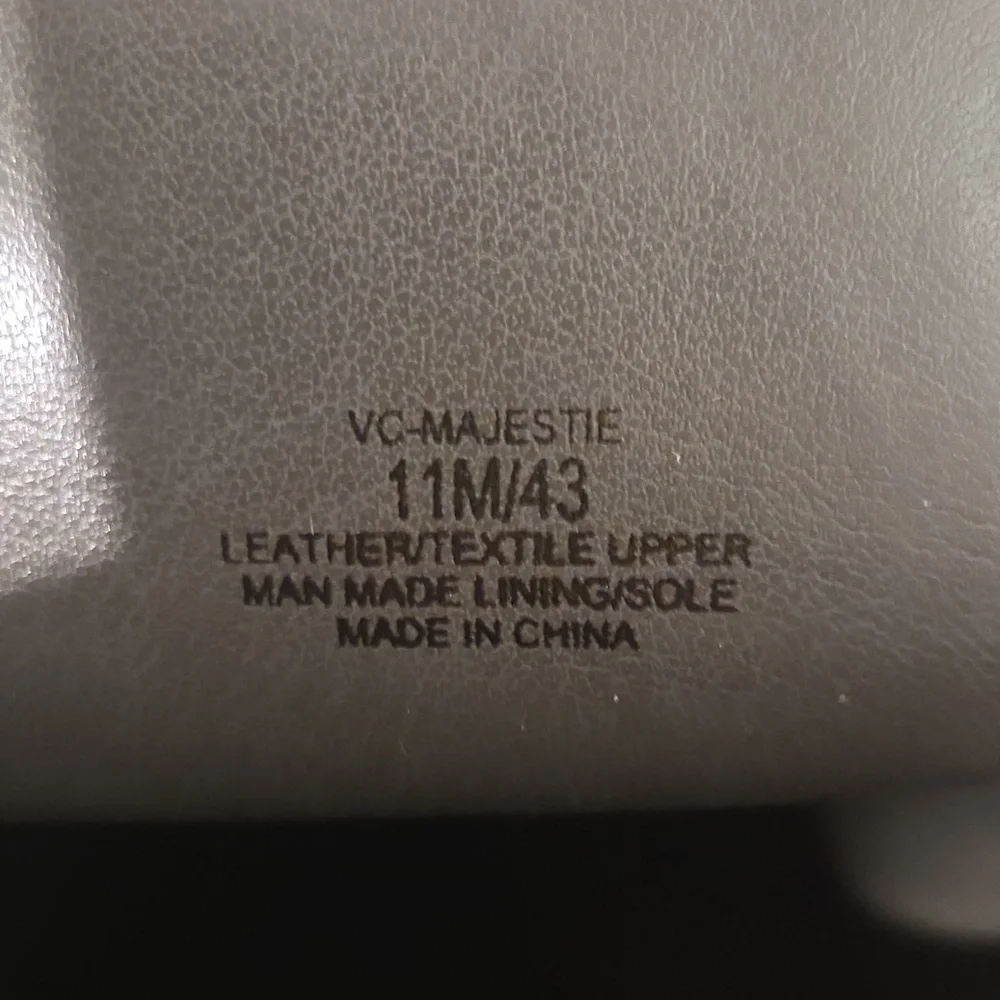 VC-MAJESTIE
11M/43
LEATHER/TEXTILE UPPER
MAN MADE LINING/SOLE
MADE IN CHINA